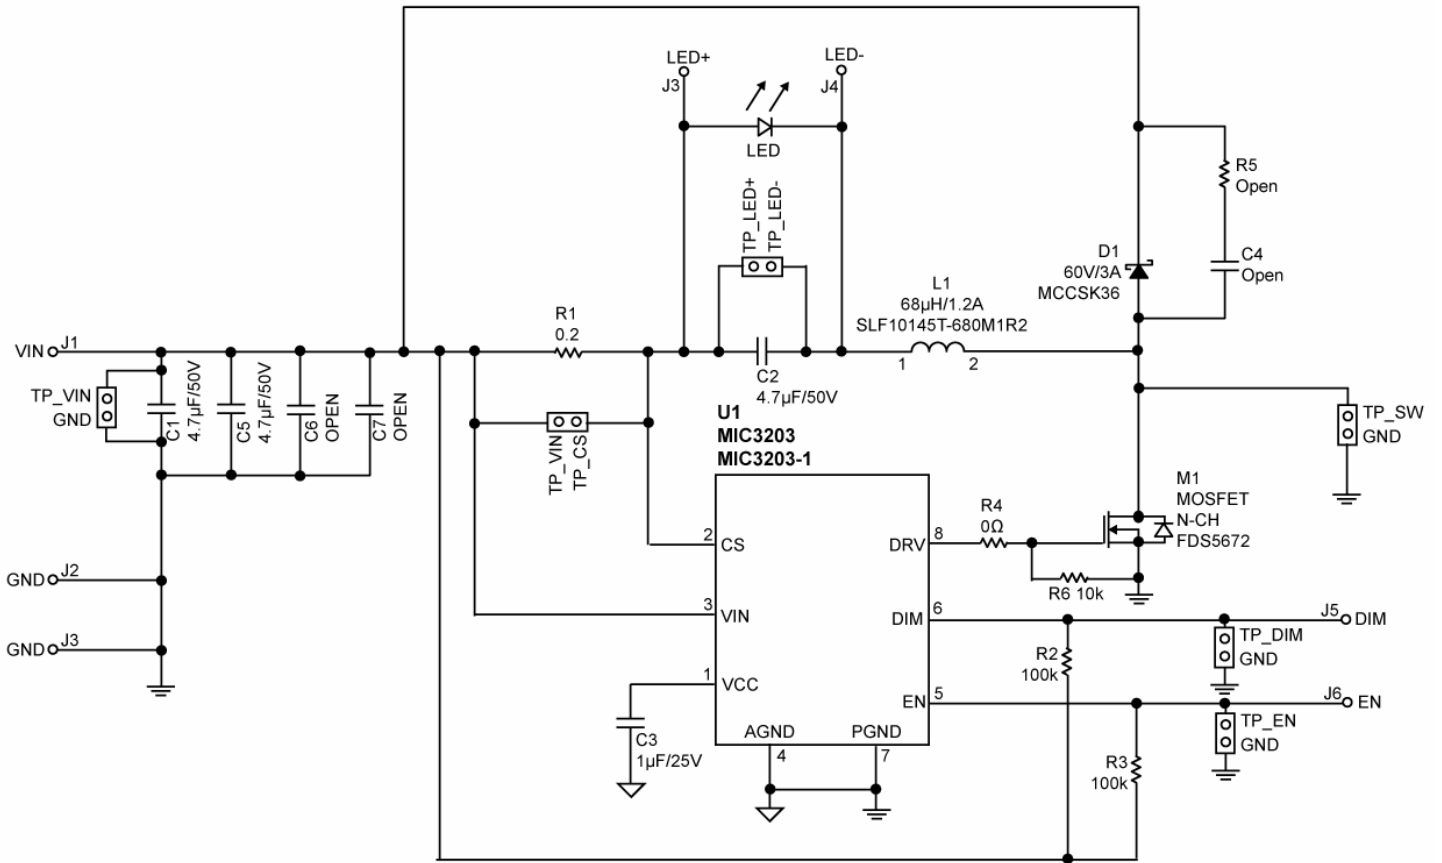 LED+
J3
LED-
J4
LED
TP_LED+
TP_LED-
R5
Open
C4
Open
D1
60V/3A
MCCSK36
L1
68µH/1.2A
SLF10145T-680M1R2
1
2
R1
0.2
VIN
J1
C2
4.7µF/50V
TP_VIN
GND
C1
4.7µF/50V
C5
4.7µF/50V
C6
OPEN
C7
OPEN
TP_VIN
TP_CS
U1
MIC3203
MIC3203-1
TP_SW
GND
M1
MOSFET
N-CH
FDS5672
R4
0Ω
R6 10k
2
CS
3
VIN
1
VCC
DRV
8
DIM
6
EN
5
AGND
4
PGND
7
GND
J2
GND
J3
C3
1µF/25V
R2
100k
R3
100k
J5
DIM
TP_DIM
GND
J6
EN
TP_EN
GND